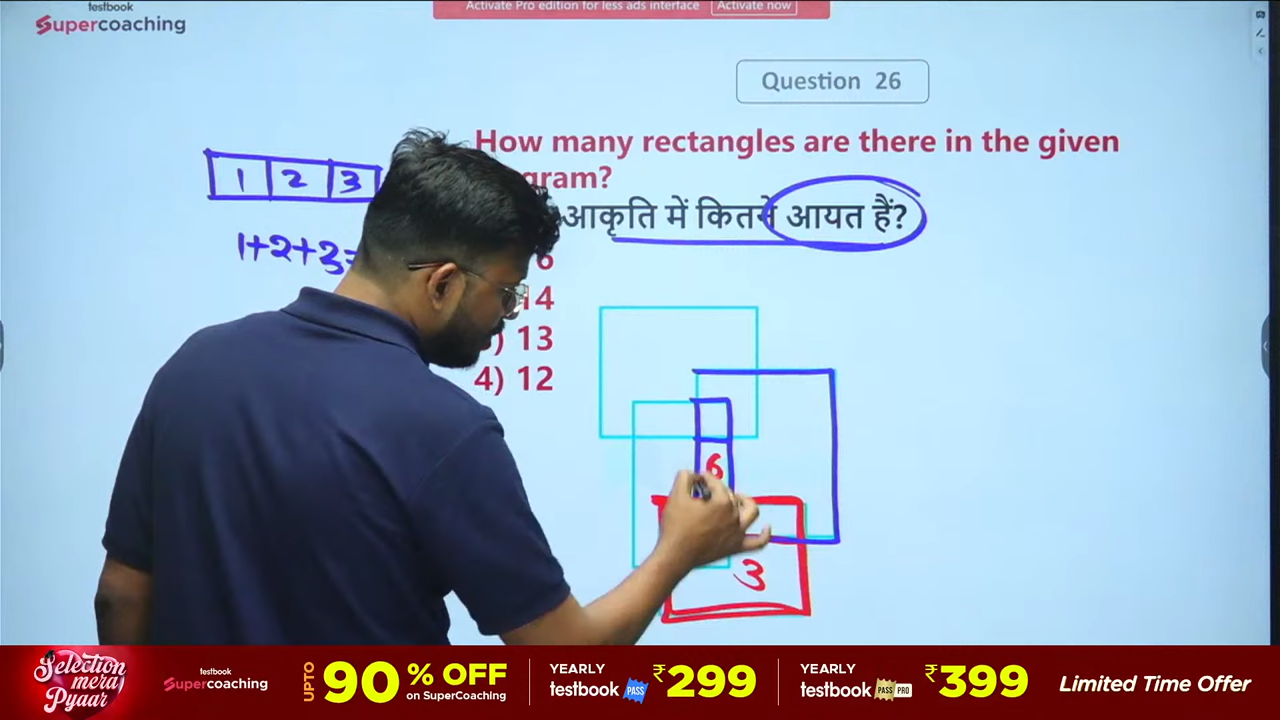 testbook
Supercoaching
Activate Pro edition for less ads interface
Activate now
Question 26
How many rectangles are there in the given
gram?
आकृति में कितने आयत हैं?
6
14
) 13
4) 12
1 2 3
1+2+3=
6
3
Selection mera Pyaar
testbook
Supercoaching
UPTO 90% OFF on SuperCoaching
YEARLY testbook PASS ₹299
YEARLY testbook PASS PRO ₹399
Limited Time Offer